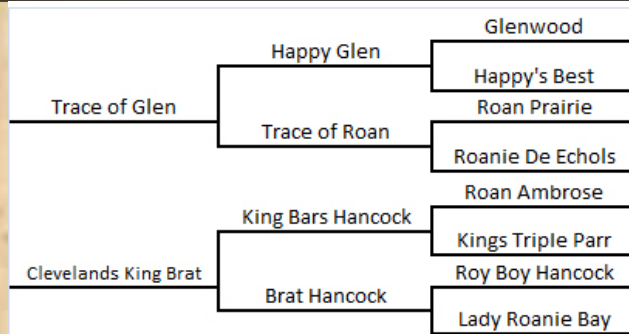 Glenwood
Happy Glen
Happy's Best
Trace of Glen
Roan Prairie
Trace of Roan
Roanie De Echols
Roan Ambrose
King Bars Hancock
Kings Triple Parr
Clevelands King Brat
Roy Boy Hancock
Brat Hancock
Lady Roanie Bay